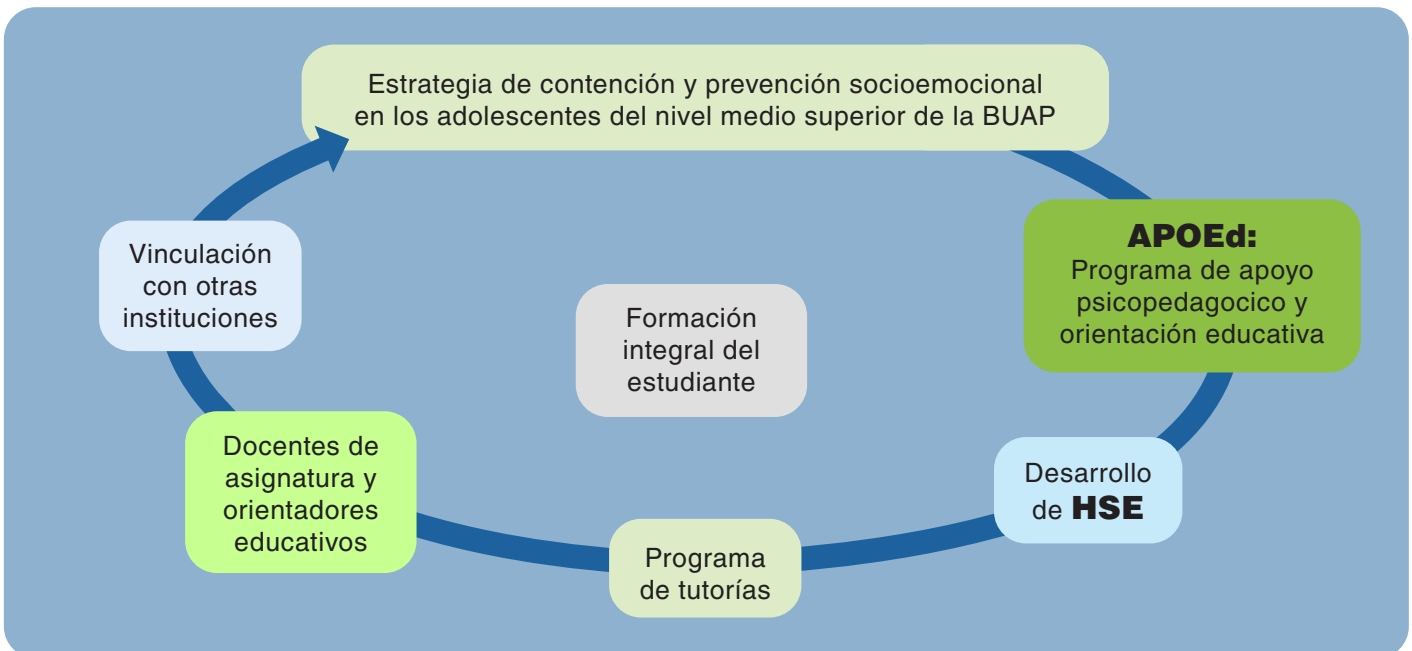 Estrategia de contención y prevención socioemocional
en los adolescentes del nivel medio superior de la BUAP
APOEd:
Programa de apoyo
psicopedagocico y
orientación educativa
Desarrollo
de HSE
Programa
de tutorías
Docentes de
asignatura y
orientadores
educativos
Vinculación
con otras
instituciones
Formación
integral del
estudiante